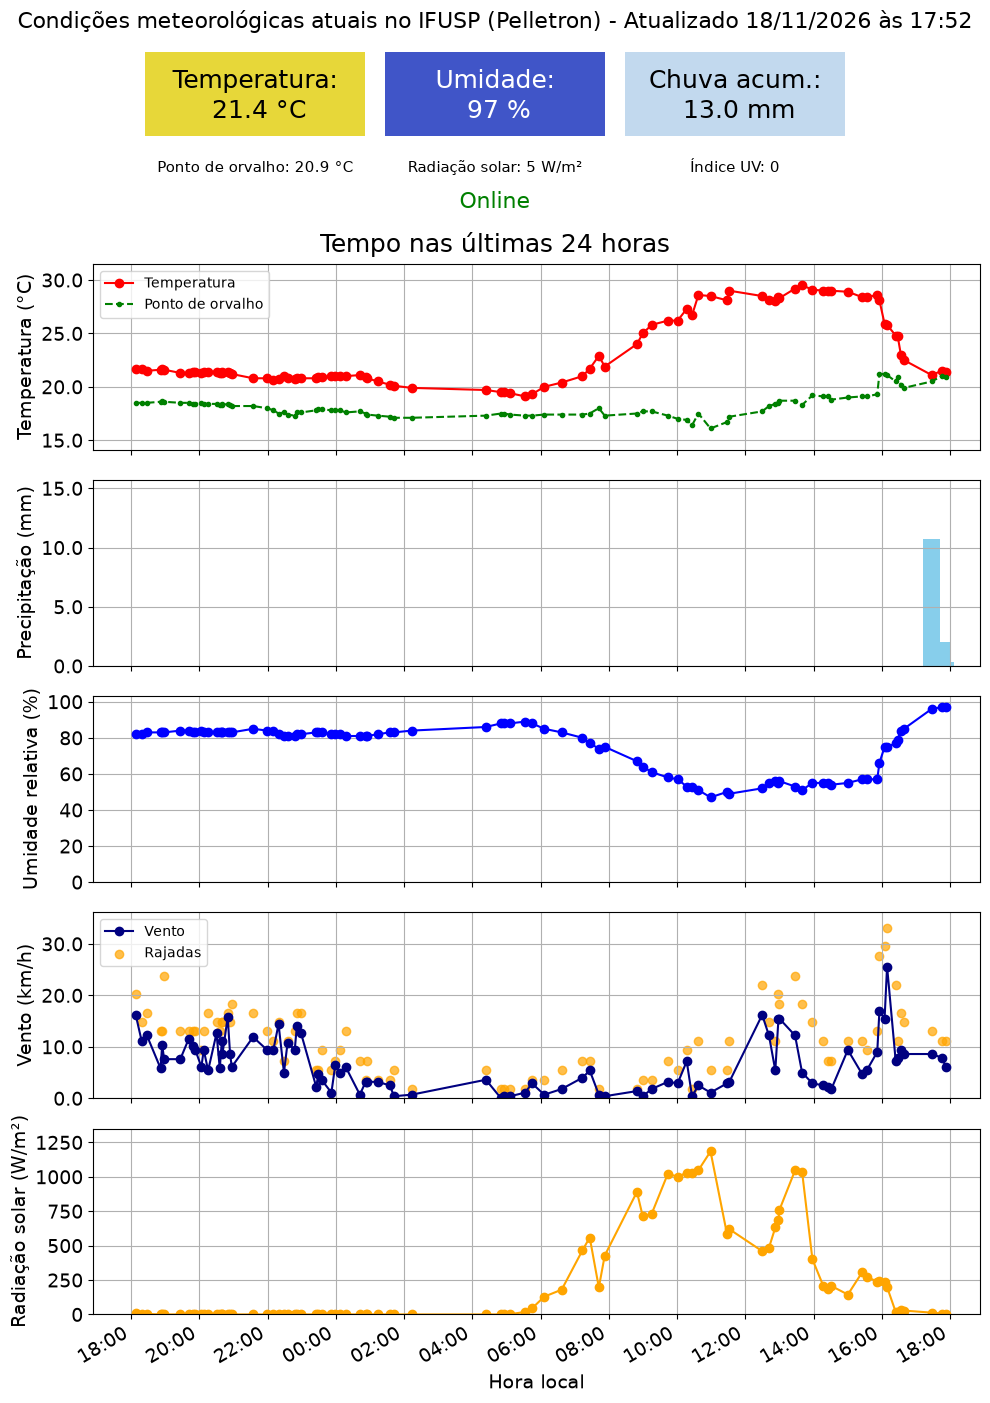 Condições meteorológicas atuais no IFUSP (Pelletron) - Atualizado 18/11/2026 às 17:52
Temperatura:
21.4 °C
Umidade:
97 %
Chuva acum.:
13.0 mm
Ponto de orvalho: 20.9 °C
Radiação solar: 5 W/m²
Índice UV: 0
Online
Tempo nas últimas 24 horas
Temperatura (°C)
30.0
25.0
20.0
15.0
Temperatura
Ponto de orvalho
Precipitação (mm)
15.0
10.0
5.0
0.0
Umidade relativa (%)
100
80
60
40
20
0
Vento (km/h)
30.0
20.0
10.0
0.0
Vento
Rajadas
Radiação solar (W/m²)
1250
1000
750
500
250
0
18:00
20:00
22:00
00:00
02:00
04:00
06:00
08:00
10:00
12:00
14:00
16:00
18:00
Hora local